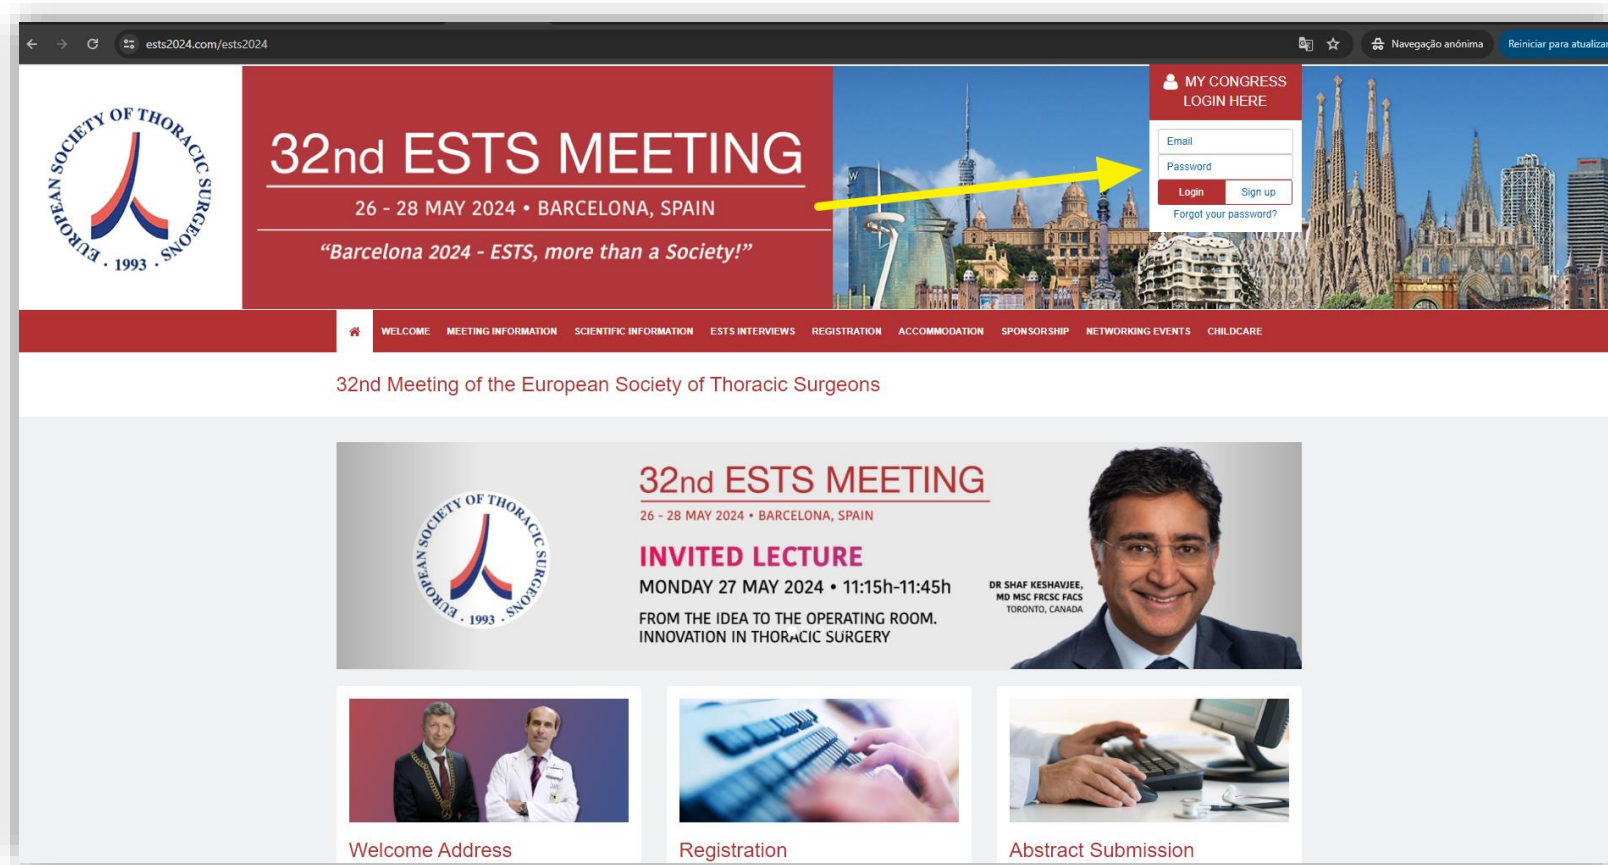 ests2024.com/ests2024
Navegação anónima
Reiniciar para atualizar
EUROPEAN SOCIETY OF THORACIC SURGEONS
. 1993 .
32nd ESTS MEETING
26 - 28 MAY 2024 • BARCELONA, SPAIN
“Barcelona 2024 - ESTS, more than a Society!”
MY CONGRESS
LOGIN HERE
Email
Password
Login
Sign up
Forgot your password?
WELCOME
MEETING INFORMATION
SCIENTIFIC INFORMATION
ESTS INTERVIEWS
REGISTRATION
ACCOMMODATION
SPONSORSHIP
NETWORKING EVENTS
CHILDCARE
32nd Meeting of the European Society of Thoracic Surgeons
EUROPEAN SOCIETY OF THORACIC SURGEONS
. 1993 .
32nd ESTS MEETING
26 - 28 MAY 2024 • BARCELONA, SPAIN
INVITED LECTURE
MONDAY 27 MAY 2024 • 11:15h-11:45h
FROM THE IDEA TO THE OPERATING ROOM.
INNOVATION IN THORACIC SURGERY
DR SHAF KESHAVJEE,
MD MSC FRCSC FACS
TORONTO, CANADA
Welcome Address
Registration
Abstract Submission